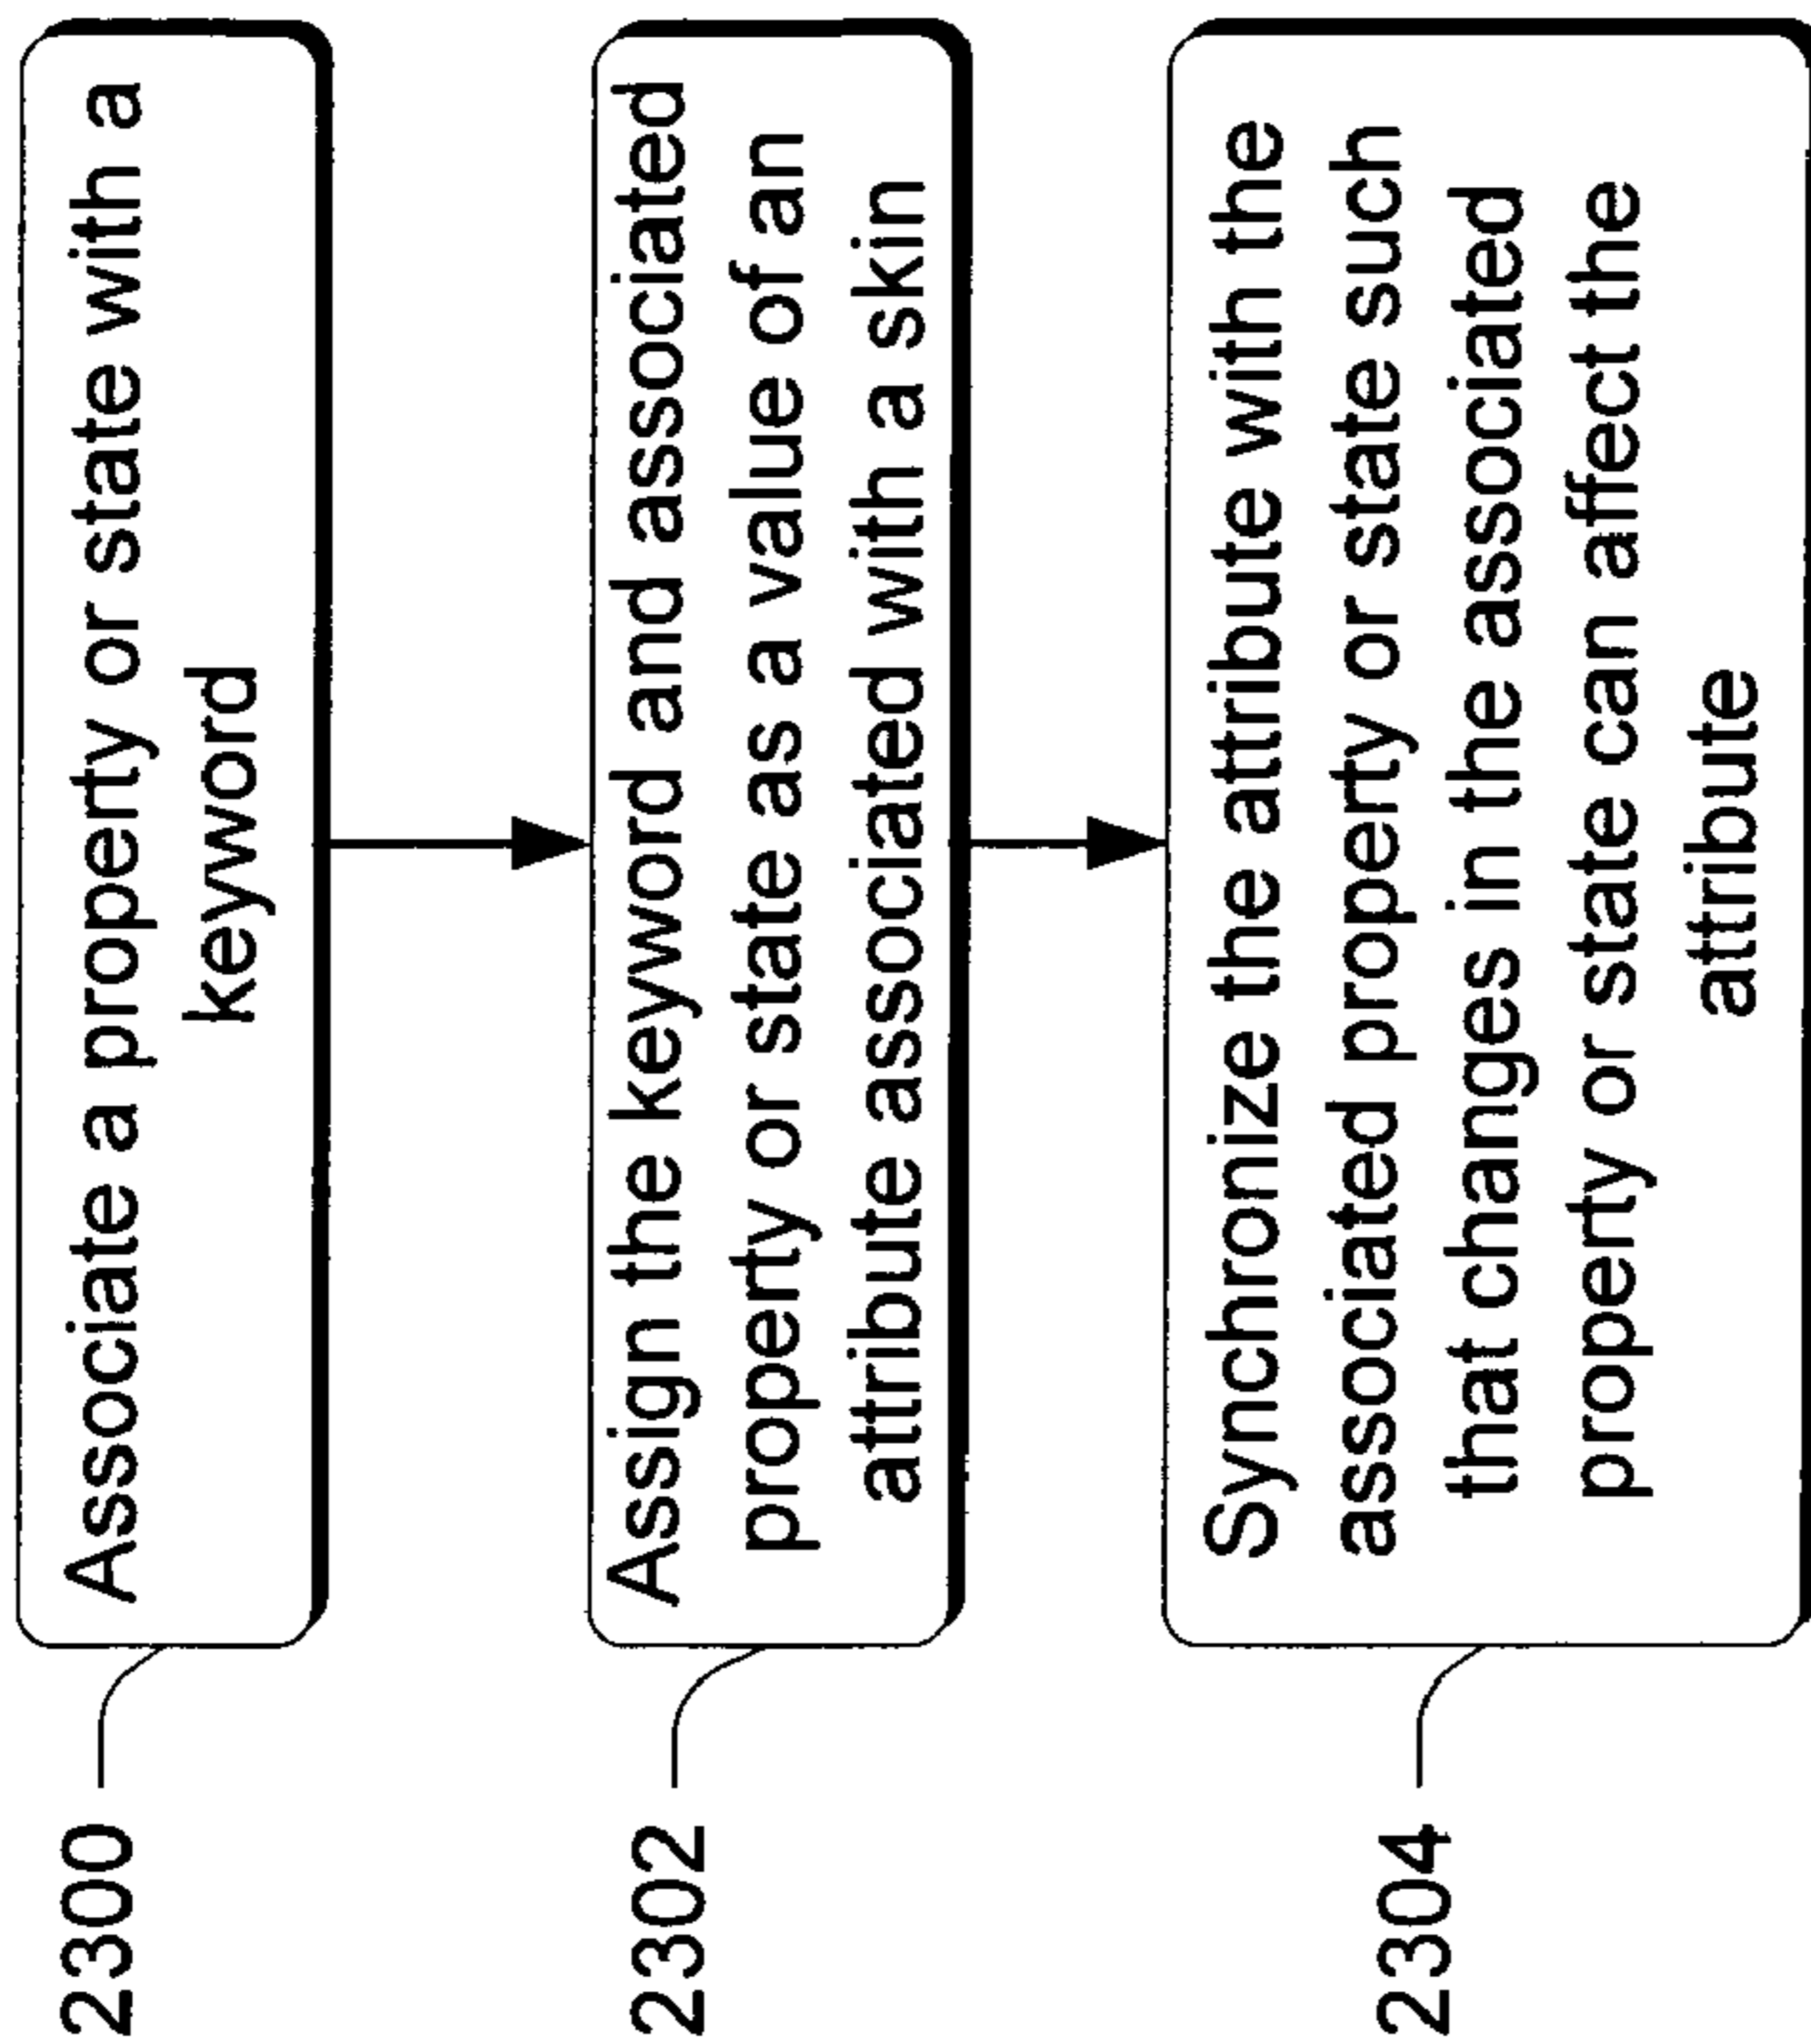 2300
Associate a property or state with a
keyword
2302
Assign the keyword and associated
property or state as a value of an
attribute associated with a skin
2304
Synchronize the attribute with the
associated property or state such
that changes in the associated
property or state can affect the
attribute